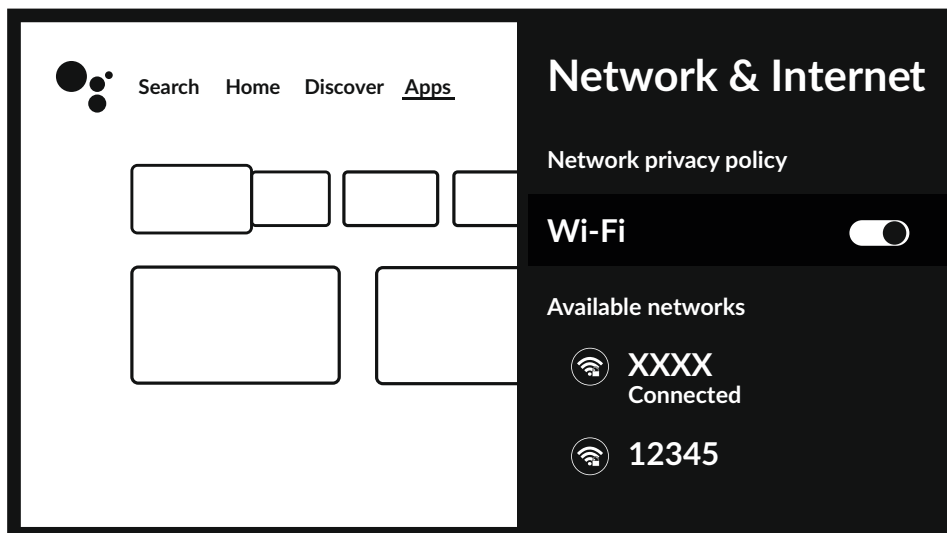 Search Home Discover Apps
Network & Internet
Network privacy policy
Wi-Fi
Available networks
XXXX
Connected
12345